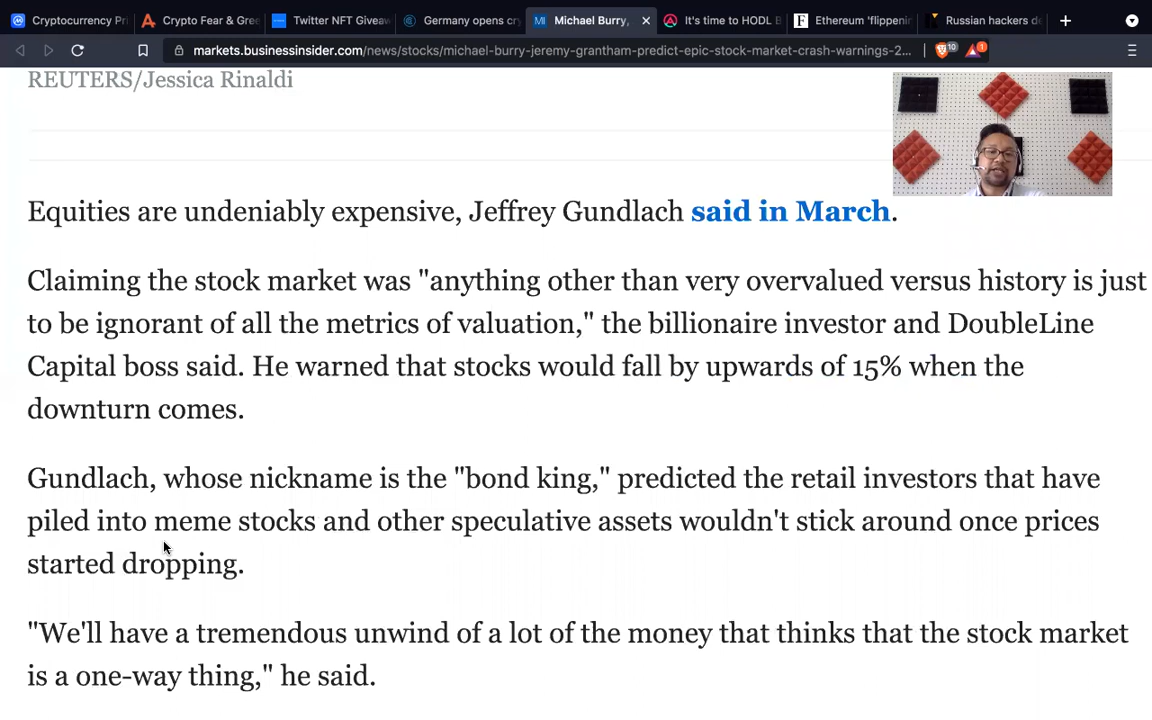 Cryptocurrency Pri
Crypto Fear & Gre
Twitter NFT Giveaw
Germany opens cry
Michael Burry,
It's time to HODL B
Ethereum 'flippenin
Russian hackers de
markets.businessinsider.com/news/stocks/michael-burry-jeremy-grantham-predict-epic-stock-market-crash-warnings-2...
10
1
REUTERS/Jessica Rinaldi
Equities are undeniably expensive, Jeffrey Gundlach said in March.
Claiming the stock market was "anything other than very overvalued versus history is just
to be ignorant of all the metrics of valuation," the billionaire investor and DoubleLine
Capital boss said. He warned that stocks would fall by upwards of 15% when the
downturn comes.
Gundlach, whose nickname is the "bond king," predicted the retail investors that have
piled into meme stocks and other speculative assets wouldn't stick around once prices
started dropping.
"We'll have a tremendous unwind of a lot of the money that thinks that the stock market
is a one-way thing," he said.